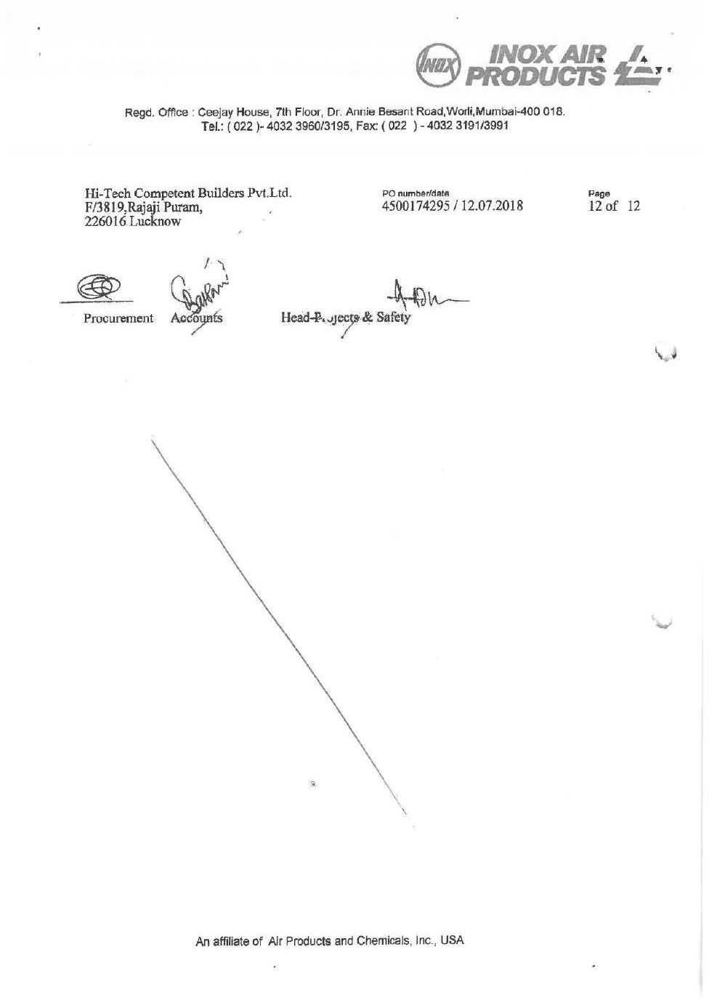 INOX
INOX AIR
PRODUCTS
Regd. Office : Ceejay House, 7th Floor, Dr. Annie Besant Road,Worli,Mumbai-400 018.
Tel.: ( 022 )- 4032 3960/3195, Fax: ( 022 ) - 4032 3191/3991
Hi-Tech Competent Builders Pvt.Ltd.
F/3819,Rajaji Puram,
226016 Lucknow
PO number/date
4500174295 / 12.07.2018
Page
12 of 12
Procurement Accounts Head-Projects & Safety
An affiliate of Air Products and Chemicals, Inc., USA